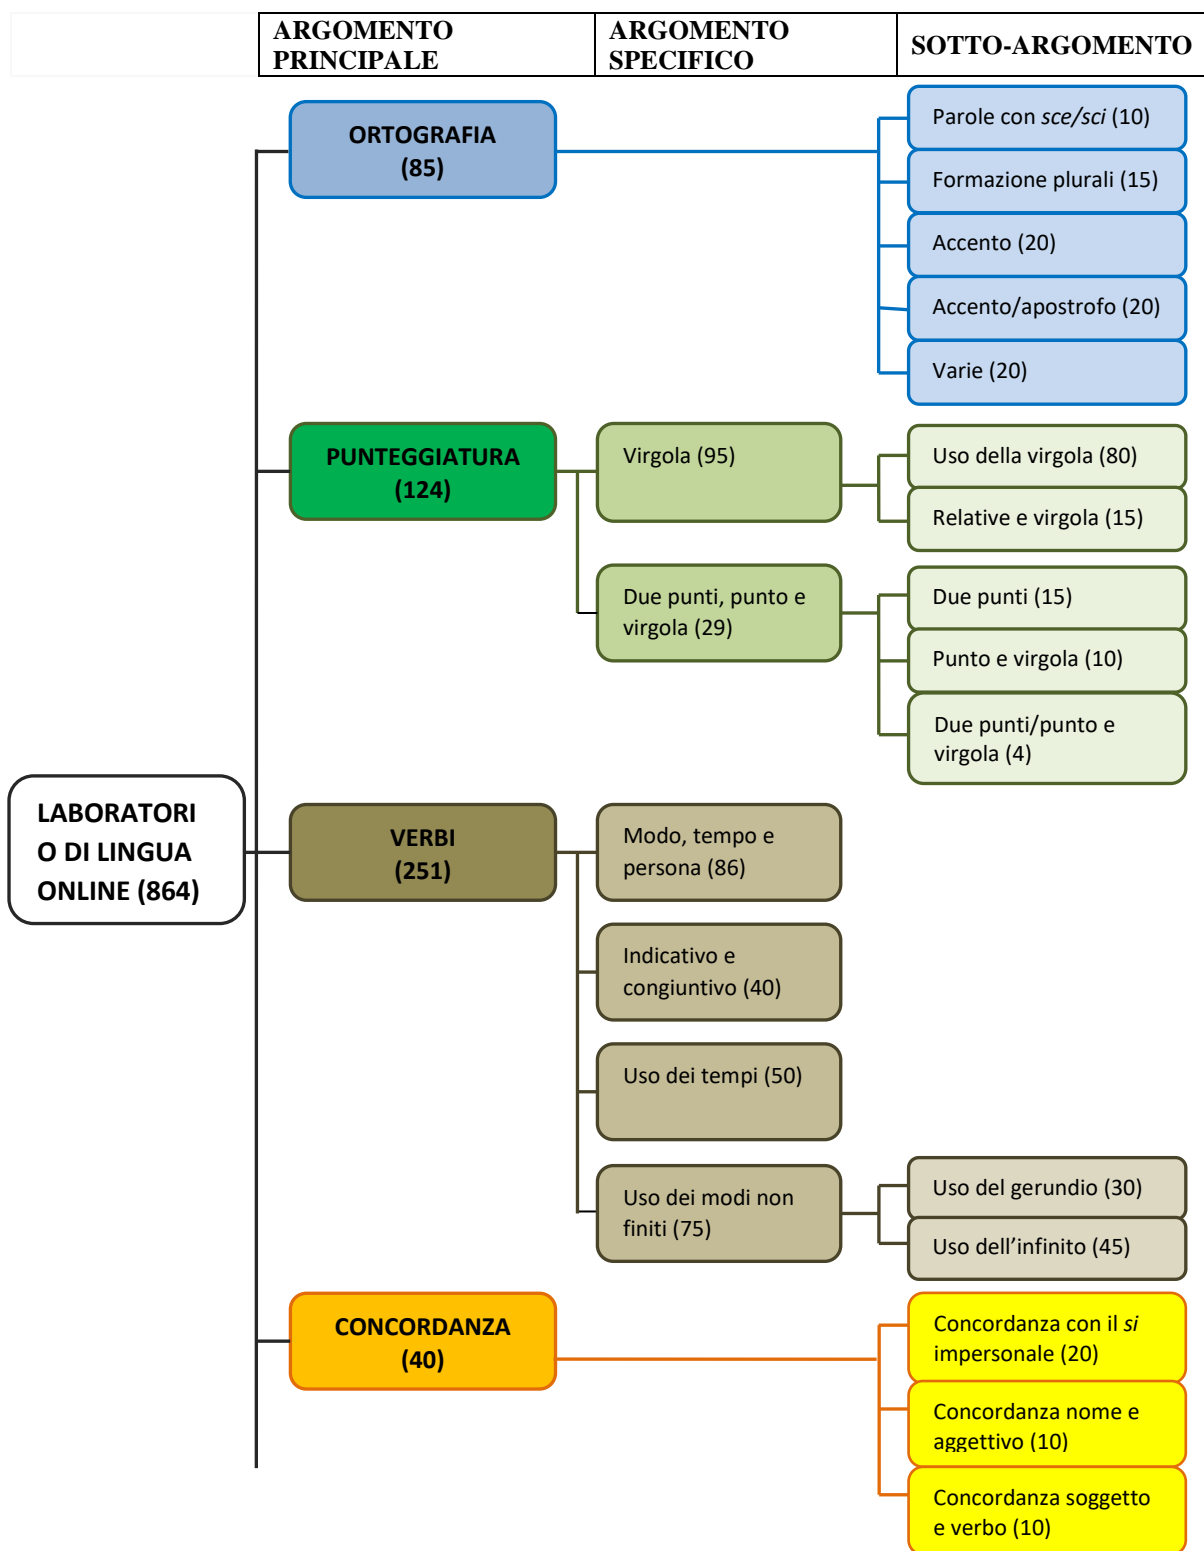 ARGOMENTO
PRINCIPALE
ARGOMENTO
SPECIFICO
SOTTO-ARGOMENTO
LABORATORI
O DI LINGUA
ONLINE (864)
ORTOGRAFIA
(85)
Parole con sce/sci (10)
Formazione plurali (15)
Accento (20)
Accento/apostrofo (20)
Varie (20)
PUNTEGGIATURA
(124)
Virgola (95)
Uso della virgola (80)
Relative e virgola (15)
Due punti, punto e
virgola (29)
Due punti (15)
Punto e virgola (10)
Due punti/punto e
virgola (4)
VERBI
(251)
Modo, tempo e
persona (86)
Indicativo e
congiuntivo (40)
Uso dei tempi (50)
Uso dei modi non
finiti (75)
Uso del gerundio (30)
Uso dell’infinito (45)
CONCORDANZA
(40)
Concordanza con il si
impersonale (20)
Concordanza nome e
aggettivo (10)
Concordanza soggetto
e verbo (10)